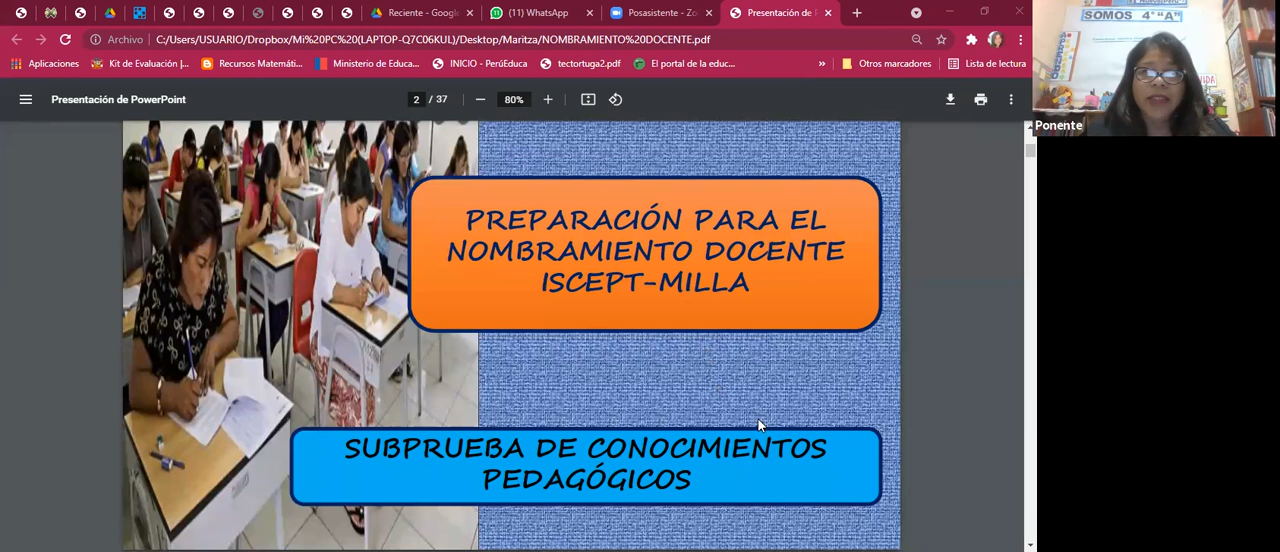 Reciente - Google
(11) WhatsApp
Posasistente - Zo
Presentación de P
Archivo
C:/Users/USUARIO/Dropbox/Mi%20PC%20(LAPTOP-Q7C06KUL)/Desktop/Maritza/NOMBRAMIENTO%20DOCENTE.pdf
Aplicaciones
Kit de Evaluación |...
Recursos Matemáti...
Ministerio de Educa...
INICIO - PerúEduca
tectortuga2.pdf
El portal de la educ...
»
Otros marcadores
Lista de lectura
Presentación de PowerPoint
2 / 37
80%
PREPARACIÓN PARA EL
NOMBRAMIENTO DOCENTE
ISCEPT-MILLA
SUBPRUEBA DE CONOCIMIENTOS
PEDAGÓGICOS
SOMOS 4° “A”
Ponente